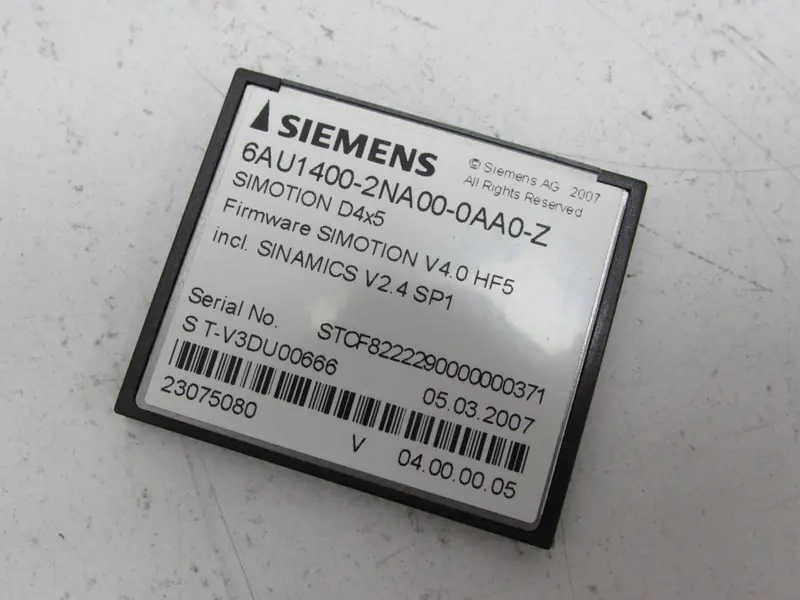 SIEMENS
© Siemens AG 2007
All Rights Reserved
6AU1400-2NA00-0AA0-Z
SIMOTION D4x5
Firmware SIMOTION V4.0 HF5
incl. SINAMICS V2.4 SP1
Serial No. STCF8222290000000371
S T-V3DU00666 05.03.2007
23075080 V 04.00.00.05